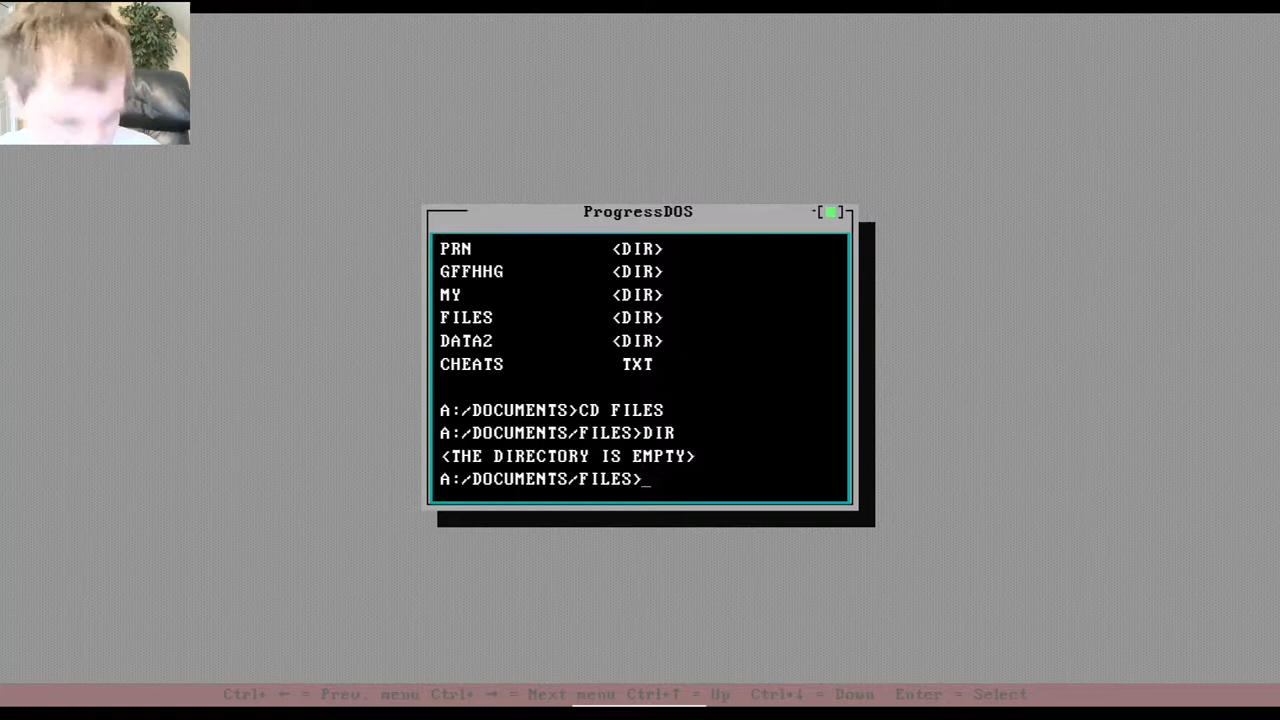 ProgressDOS
PRN <DIR>
GFFHHG <DIR>
MY <DIR>
FILES <DIR>
DATA2 <DIR>
CHEATS TXT
A:/DOCUMENTS>CD FILES
A:/DOCUMENTS/FILES>DIR
<THE DIRECTORY IS EMPTY>
A:/DOCUMENTS/FILES>_
Ctrl+ ← = Prev. menu Ctrl+ → = Next menu Ctrl+↑ = Up Ctrl+↓ = Down Enter = Select